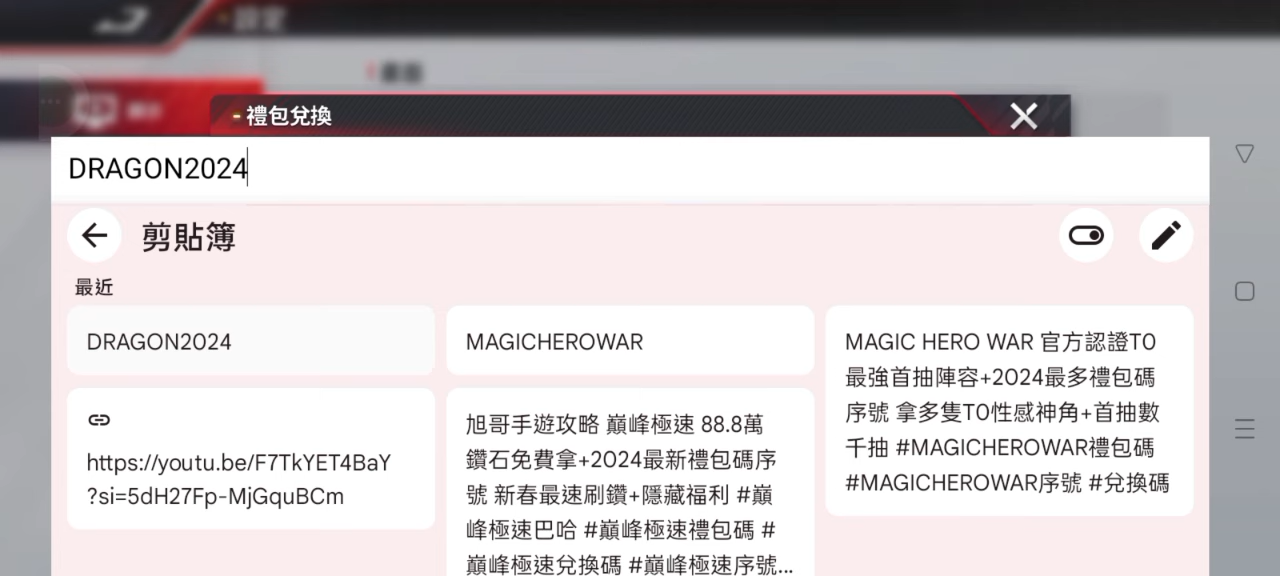 設定
禮包兌換
DRAGON2024
剪貼簿
最近
DRAGON2024
MAGICHEROWAR
MAGIC HERO WAR 官方認證T0
最強首抽陣容+2024最多禮包碼
序號 拿多隻T0性感神角+首抽數
千抽 #MAGICHEROWAR禮包碼
#MAGICHEROWAR序號 #兌換碼
https://youtu.be/F7TkYET4BaY
?si=5dH27Fp-MjGquBCm
旭哥手遊攻略 巔峰極速 88.8萬
鑽石免費拿+2024最新禮包碼序
號 新春最速刷鑽+隱藏福利 #巔
峰極速巴哈 #巔峰極速禮包碼 #
巔峰極速兌換碼 #巔峰極速序號...